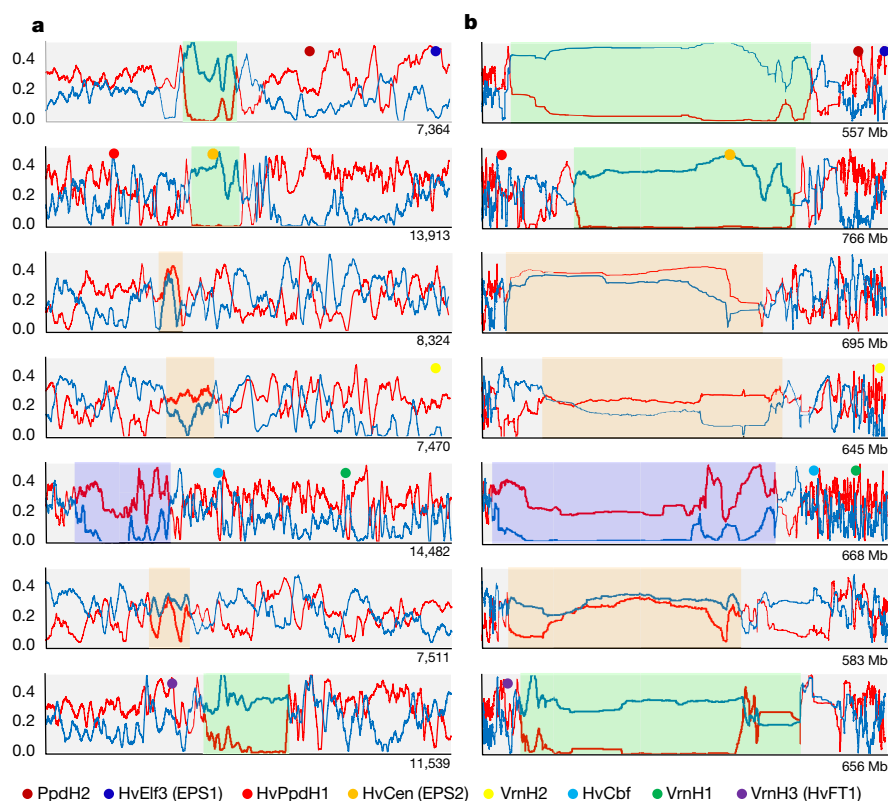 a
b
0.4
0.2
0.0
7,364
557 Mb
0.4
0.2
0.0
13,913
766 Mb
0.4
0.2
0.0
8,324
695 Mb
0.4
0.2
0.0
7,470
645 Mb
0.4
0.2
0.0
14,482
668 Mb
0.4
0.2
0.0
7,511
583 Mb
0.4
0.2
0.0
11,539
656 Mb
PpdH2 HvElf3 (EPS1) HvPpdH1 HvCen (EPS2) VrnH2 HvCbf VrnH1 VrnH3 (HvFT1)